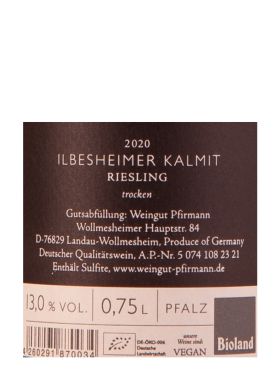 2020
ILBESHEIMER KALMIT
RIESLING
trocken
Gutsabfüllung: Weingut Pfirmann
Wollmesheimer Hauptstr. 84
D-76829 Landau-Wollmesheim, Produce of Germany
Deutscher Qualitätswein, A.P.-Nr. 5 074 108 23 21
Enthält Sulfite, www.weingut-pfirmann.de
13,0 % VOL.
0,75 L
PFALZ
Bioland
260291 870034
DE-ÖKO-006
Deutsche
Landwirtschaft
unsere
Weine sind:
VEGAN